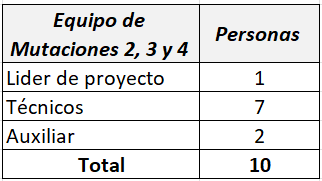 Equipo de Mutaciones 2, 3 y 4 Personas
Lider de proyecto 1
Técnicos 7
Auxiliar 2
Total 10